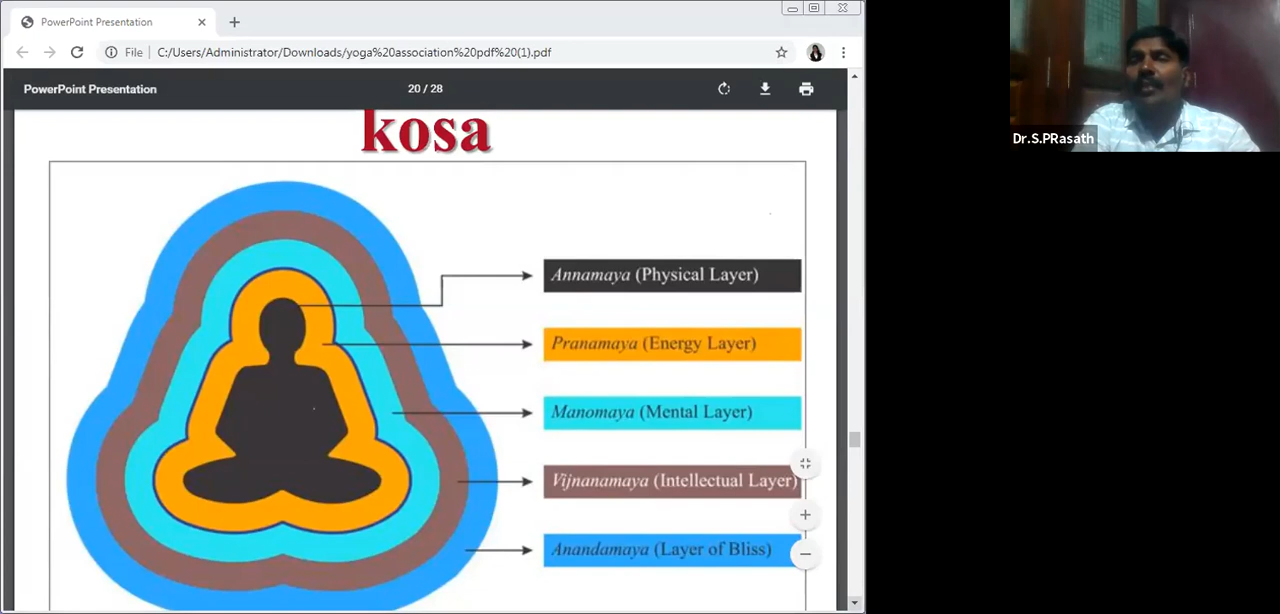 PowerPoint Presentation
File
C:/Users/Administrator/Downloads/yoga%20association%20pdf%20(1).pdf
PowerPoint Presentation
20 / 28
kosa
Annamaya (Physical Layer)
Pranamaya (Energy Layer)
Manomaya (Mental Layer)
Vijnanamaya (Intellectual Layer)
Anandamaya (Layer of Bliss)
Dr.S.PRasath